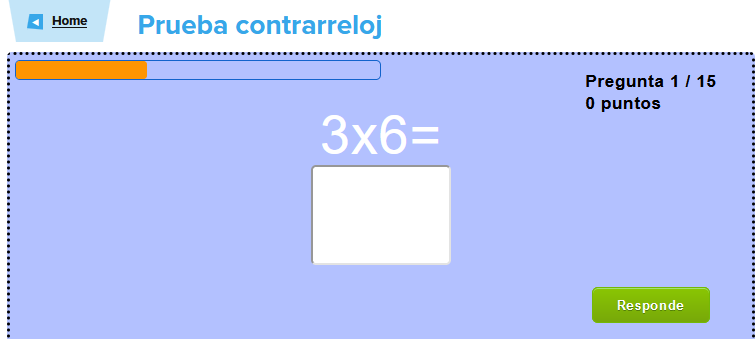 Home
Prueba contrarreloj
Pregunta 1 / 15
0 puntos
3x6=
Responde